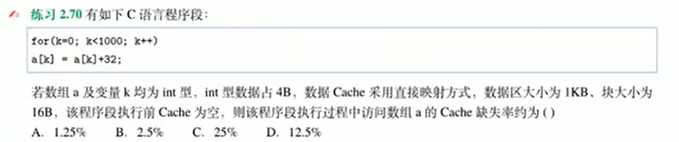 练习 2.70 有如下 C 语言程序段：
for(k=0; k<1000; k++)
a[k] = a[k]+32;
若数组 a 及变量 k 均为 int 型，int 型数据占 4B，数据 Cache 采用直接映射方式，数据区大小为 1KB、块大小为
16B，该程序段执行前 Cache 为空，则该程序段执行过程中访问数组 a 的 Cache 缺失率约为 ( )
A. 1.25% B. 2.5% C. 25% D. 12.5%